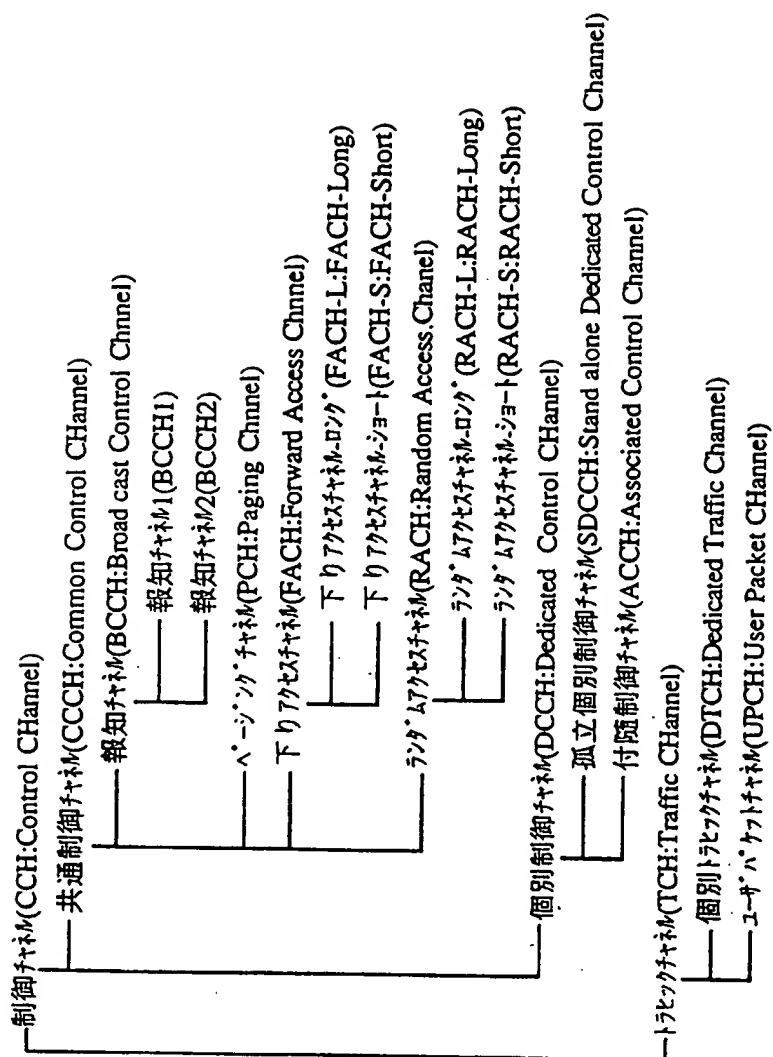 制御ﾁｬﾈﾙ(CCH:Control CHannel)
共通制御ﾁｬﾈﾙ(CCCH:Common Control CHannel)
報知ﾁｬﾈﾙ(BCCH:Broad cast Control Chnnel)
報知ﾁｬﾈﾙ1(BCCH1)
報知ﾁｬﾈﾙ2(BCCH2)
ﾍﾟｰｼﾞﾝｸﾞﾁｬﾈﾙ(PCH:Paging Chnnel)
下りｱｸｾｽﾁｬﾈﾙ(FACH:Forward Access Chnnel)
下りｱｸｾｽﾁｬﾈﾙ-ﾛﾝｸﾞ(FACH-L:FACH-Long)
下りｱｸｾｽﾁｬﾈﾙ-ｼｮｰﾄ(FACH-S:FACH-Short)
ﾗﾝﾀﾞﾑｱｸｾｽﾁｬﾈﾙ(RACH:Random Access.Chanel)
ﾗﾝﾀﾞﾑｱｸｾｽﾁｬﾈﾙ-ﾛﾝｸﾞ(RACH-L:RACH-Long)
ﾗﾝﾀﾞﾑｱｸｾｽﾁｬﾈﾙ-ｼｮｰﾄ(RACH-S:RACH-Short)
個別制御ﾁｬﾈﾙ(DCCH:Dedicated Control CHannel)
孤立個別制御ﾁｬﾈﾙ(SDCCH:Stand alone Dedicated Control Channel)
付随制御ﾁｬﾈﾙ(ACCH:Associated Control Channel)
ﾄﾗﾋｯｸﾁｬﾈﾙ(TCH:Traffic CHannel)
個別ﾄﾗﾋｯｸﾁｬﾈﾙ(DTCH:Dedicated Traffic Channel)
ﾕｰｻﾞﾊﾟｹｯﾄﾁｬﾈﾙ(UPCH:User Packet CHannel)